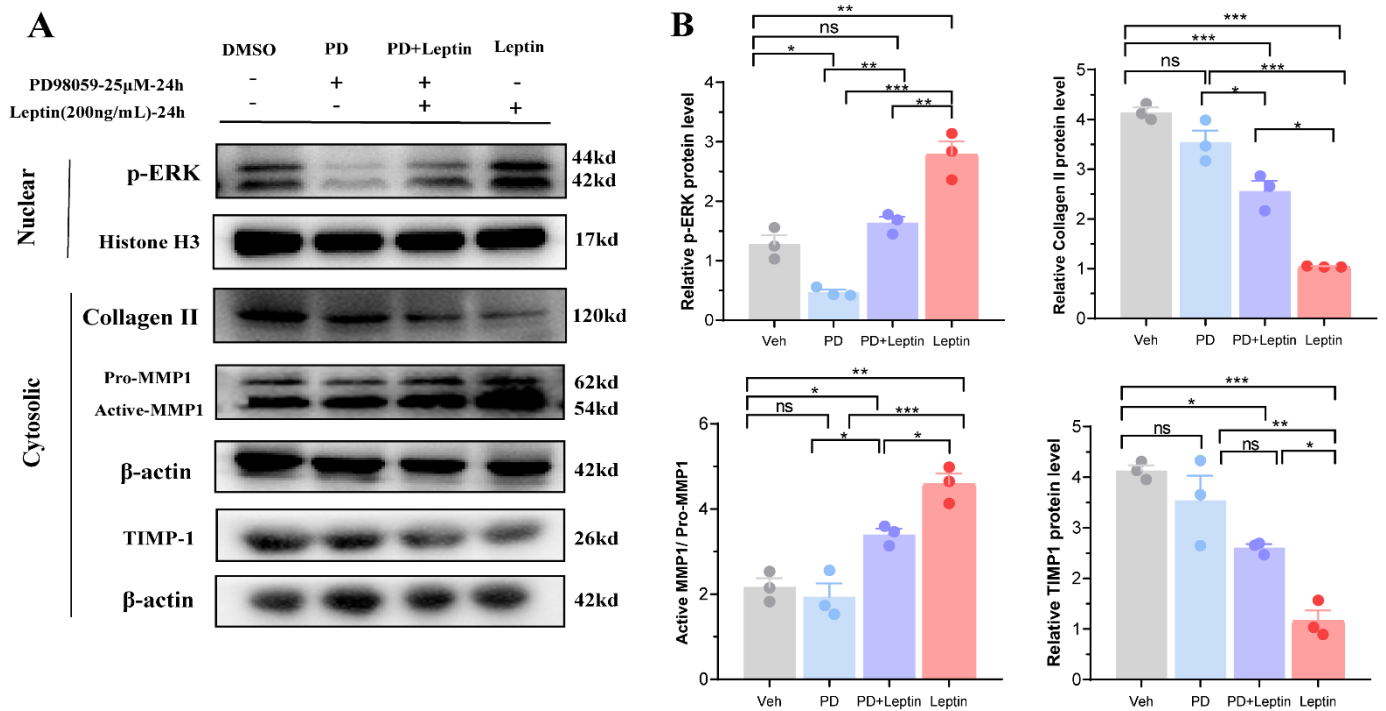 A
DMSO PD PD+Leptin Leptin
PD98059-25μM-24h - + + -
Leptin(200ng/mL)-24h - - + +
Nuclear
p-ERK 44kd
42kd
Histone H3 17kd
Cytosolic
Collagen II 120kd
Pro-MMP1 62kd
Active-MMP1 54kd
β-actin 42kd
TIMP-1 26kd
β-actin 42kd
B
**
ns
*
**
***
**
Relative p-ERK protein level
4
3
2
1
0
Veh PD PD+Leptin Leptin
***
***
ns
***
*
*
Relative Collagen II protein level
5
4
3
2
1
0
Veh PD PD+Leptin Leptin
**
*
ns
***
*
*
Active MMP1/ Pro-MMP1
6
4
2
0
Veh PD PD+Leptin Leptin
***
*
ns
**
ns
*
Relative TIMP1 protein level
5
4
3
2
1
0
Veh PD PD+Leptin Leptin